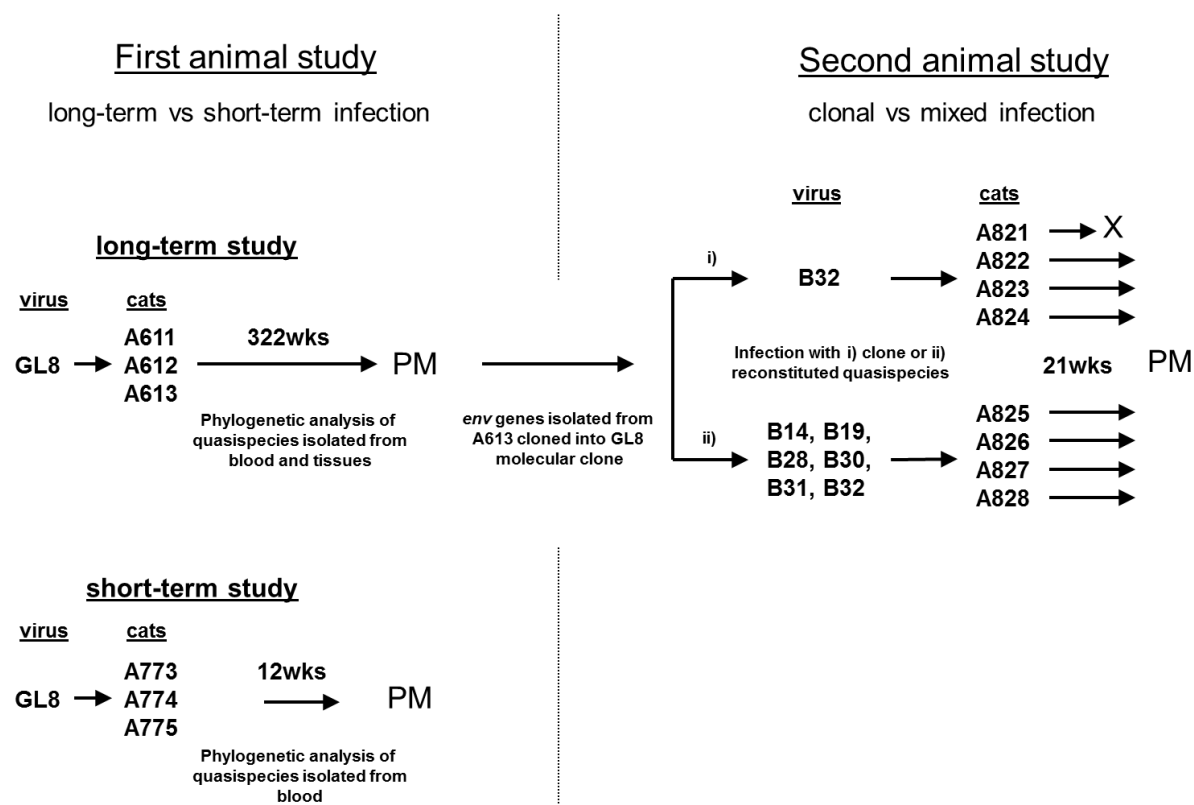 First animal study
long-term vs short-term infection
long-term study
virus
cats
GL8
A611
A612
A613
322wks
PM
Phylogenetic analysis of
quasispecies isolated from
blood and tissues
env genes isolated from
A613 cloned into GL8
molecular clone
short-term study
virus
cats
GL8
A773
A774
A775
12wks
PM
Phylogenetic analysis of
quasispecies isolated from
blood
Second animal study
clonal vs mixed infection
virus
cats
i)
B32
A821
X
A822
A823
A824
Infection with i) clone or ii)
reconstituted quasispecies
21wks
PM
ii)
B14, B19,
B28, B30,
B31, B32
A825
A826
A827
A828